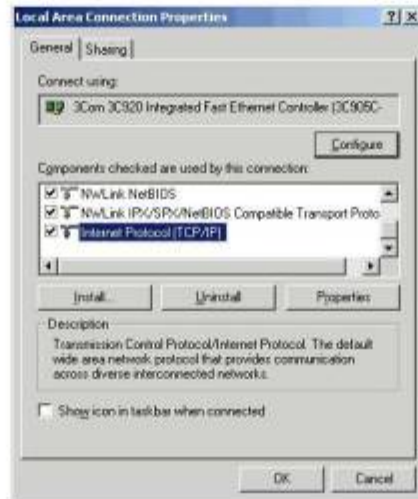 Local Area Connection Properties
General Sharing
Connect using:
3Com 3C920 Integrated Fast Ethernet Controller (3C905C-
Configure
Components checked are used by this connection:
NWLink NetBIOS
NWLink IPX/SPX/NetBIOS Compatible Transport Proto
Internet Protocol (TCP/IP)
Install... Uninstall Properties
Description
Transmission Control Protocol/Internet Protocol. The default
wide area network protocol that provides communication
across diverse interconnected networks.
Show icon in taskbar when connected
OK Cancel